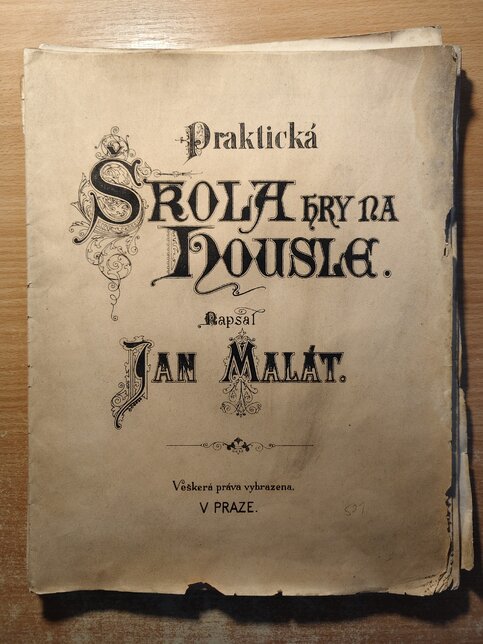 Praktická
ŠKOLA HRY NA
HOUSLE.
Napsal
JAN MALÁT.
Veškerá práva vybrazena.
V PRAZE.